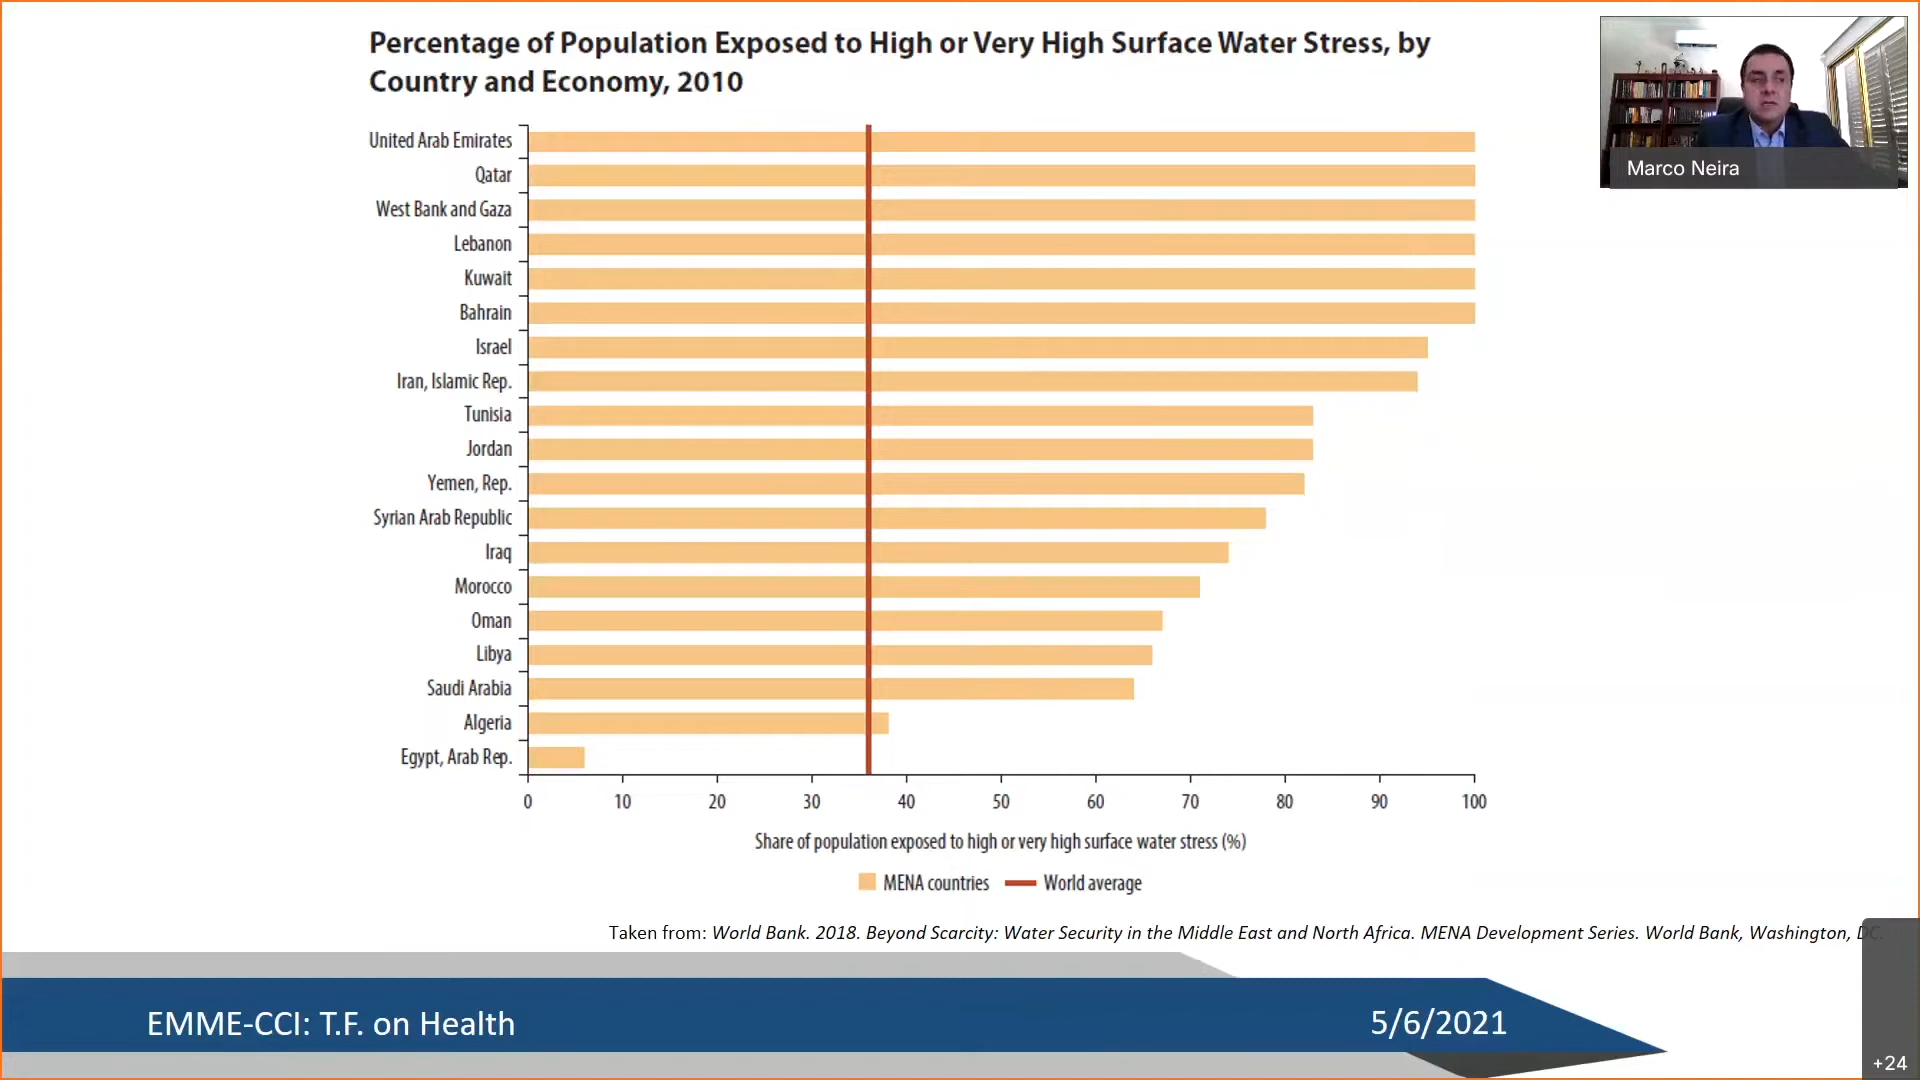 Percentage of Population Exposed to High or Very High Surface Water Stress, by
Country and Economy, 2010
Marco Neira
United Arab Emirates
Qatar
West Bank and Gaza
Lebanon
Kuwait
Bahrain
Israel
Iran, Islamic Rep.
Tunisia
Jordan
Yemen, Rep.
Syrian Arab Republic
Iraq
Morocco
Oman
Libya
Saudi Arabia
Algeria
Egypt, Arab Rep.
0 10 20 30 40 50 60 70 80 90 100
Share of population exposed to high or very high surface water stress (%)
MENA countries World average
Taken from: World Bank. 2018. Beyond Scarcity: Water Security in the Middle East and North Africa. MENA Development Series. World Bank, Washington, DC.
EMME-CCI: T.F. on Health
5/6/2021
+24